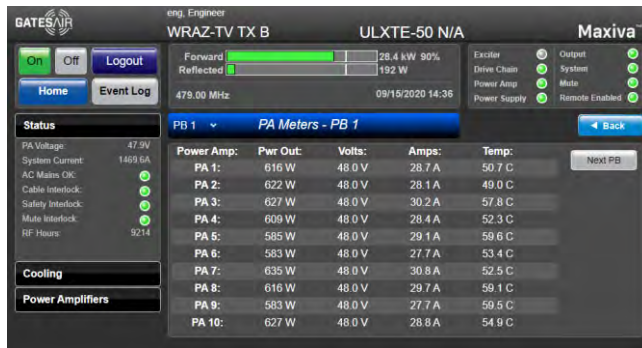 GATESAIR
eng, Engineer
WRAZ-TV TX B
ULXTE-50 N/A
Maxiva
On
Off
Logout
Home
Event Log
Forward
28.4 kW 90%
Reflected
192 W
479.00 MHz
09/15/2020 14:36
Exciter
Output
Drive Chain
System
Power Amp
Mute
Power Supply
Remote Enabled
Status
PB 1
PA Meters - PB 1
Back
PA Voltage: 47.9V
System Current: 1469.6A
AC Mains OK:
Cable Interlock:
Safety Interlock:
Mute Interlock:
RF Hours: 9214
Cooling
Power Amplifiers
Power Amp: Pwr Out: Volts: Amps: Temp:
PA 1: 616 W 48.0 V 28.7 A 50.7 C
PA 2: 622 W 48.0 V 28.1 A 49.0 C
PA 3: 627 W 48.0 V 30.2 A 57.8 C
PA 4: 609 W 48.0 V 28.4 A 52.3 C
PA 5: 585 W 48.0 V 29.1 A 59.6 C
PA 6: 583 W 48.0 V 27.7 A 53.4 C
PA 7: 635 W 48.0 V 30.8 A 52.5 C
PA 8: 616 W 48.0 V 29.7 A 59.1 C
PA 9: 583 W 48.0 V 27.7 A 59.5 C
PA 10: 627 W 48.0 V 28.8 A 54.9 C
Next PB